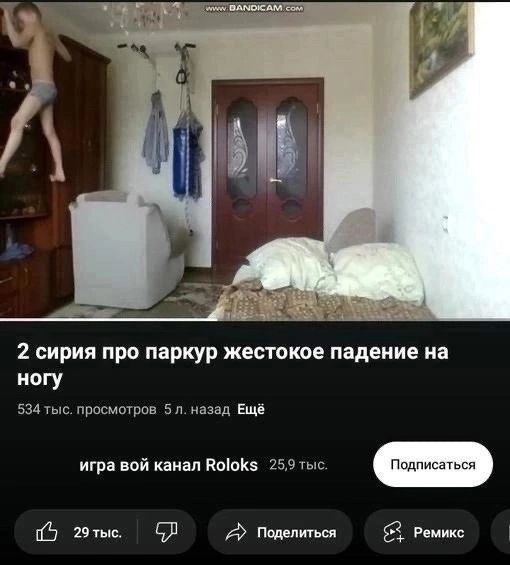 www.BANDICAM.com
2 сирия про паркур жестокое падение на
ногу
534 тыс. просмотров 5 л. назад Ещё
игра вой канал Roloks 25,9 тыс.
Подписаться
29 тыс.
Поделиться
Ремикс